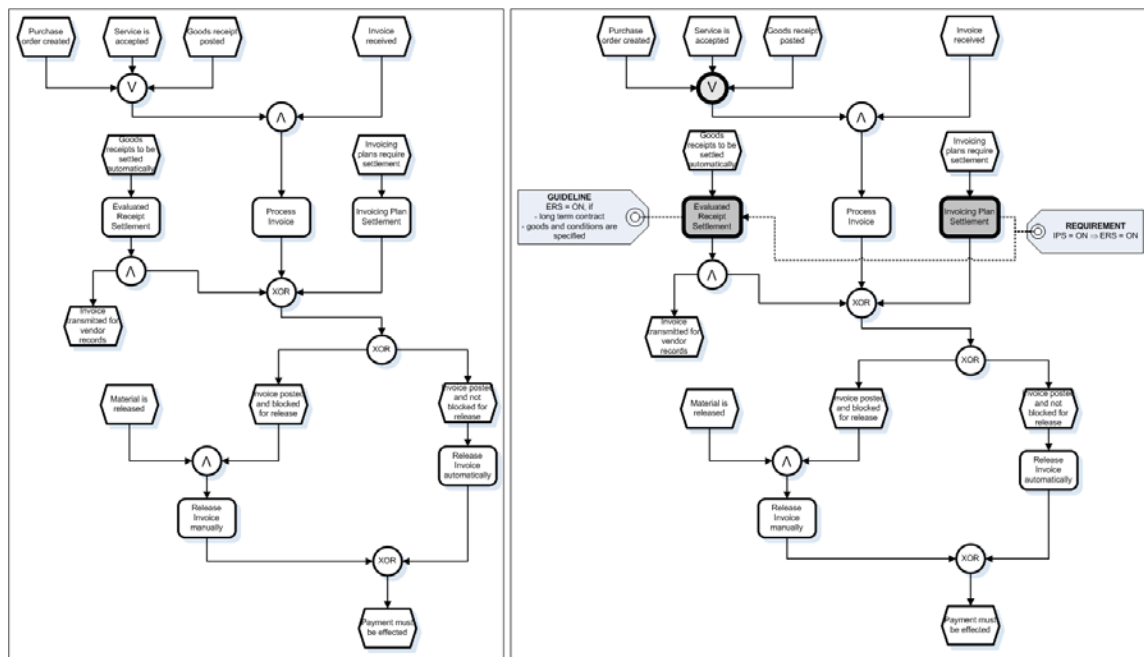 Purchase
order created
Service is
accepted
Goods receipt
posted
Invoice
received
V
Λ
Goods
receipts to be
settled
automatically
Invoicing
plans require
settlement
Evaluated
Receipt
Settlement
Process
Invoice
Invoicing Plan
Settlement
Λ
XOR
Invoice
transmitted for
vendor
records
XOR
Material is
released
Invoice posted
and blocked
for release
Invoice posted
and not
blocked for
release
Λ
Release
Invoice
automatically
Release
Invoice
manually
XOR
Payment must
be effected
Purchase
order created
Service is
accepted
Goods receipt
posted
Invoice
received
V
Λ
Goods
receipts to be
settled
automatically
Invoicing
plans require
settlement
GUIDELINE
ERS = ON, if
- long term contract
- goods and conditions are
specified
Evaluated
Receipt
Settlement
Process
Invoice
Invoicing Plan
Settlement
REQUIREMENT
IPS = ON ⇒ ERS = ON
Λ
XOR
Invoice
transmitted for
vendor
records
XOR
Material is
released
Invoice posted
and blocked
for release
Invoice posted
and not
blocked for
release
Λ
Release
Invoice
automatically
Release
Invoice
manually
XOR
Payment must
be effected